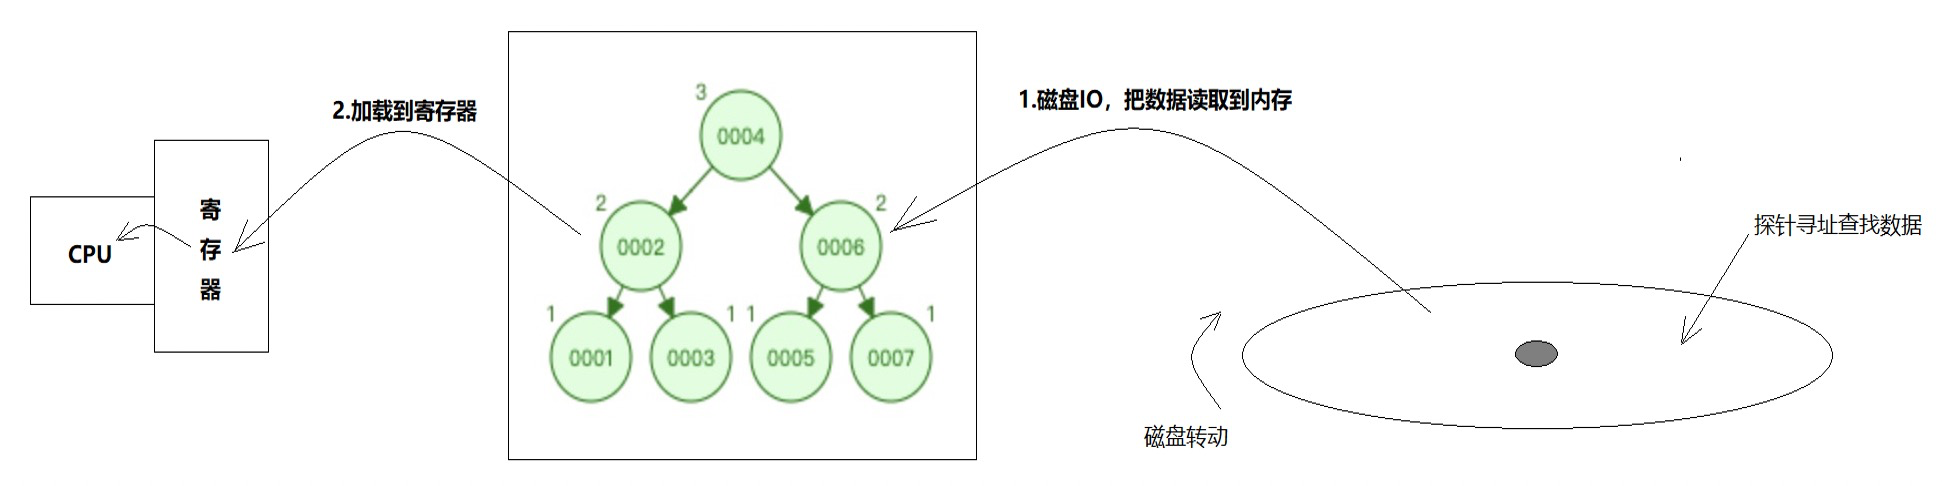 2.加载到寄存器
1.磁盘IO，把数据读取到内存
CPU
寄
存
器
3
0004
2
0002
2
0006
1
0001
1
0003
1
0005
1
0007
探针寻址查找数据
磁盘转动